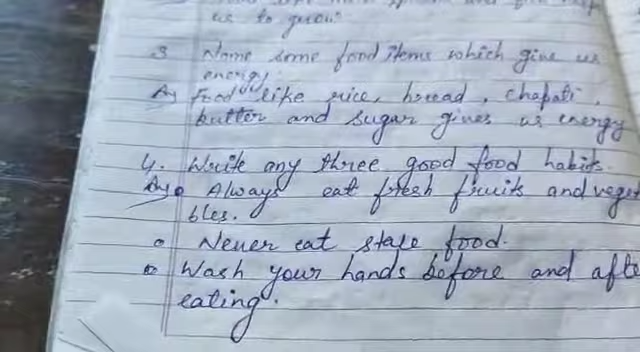 us to grow.
3 Name some food items which give us
energy.
A) Food like rice, bread, chapati,
butter and sugar gives us energy
4. Write any three good food habits.
Ans Always eat fresh fruits and veget
bles.
Never eat stale food.
Wash your hands before and afte
eating.